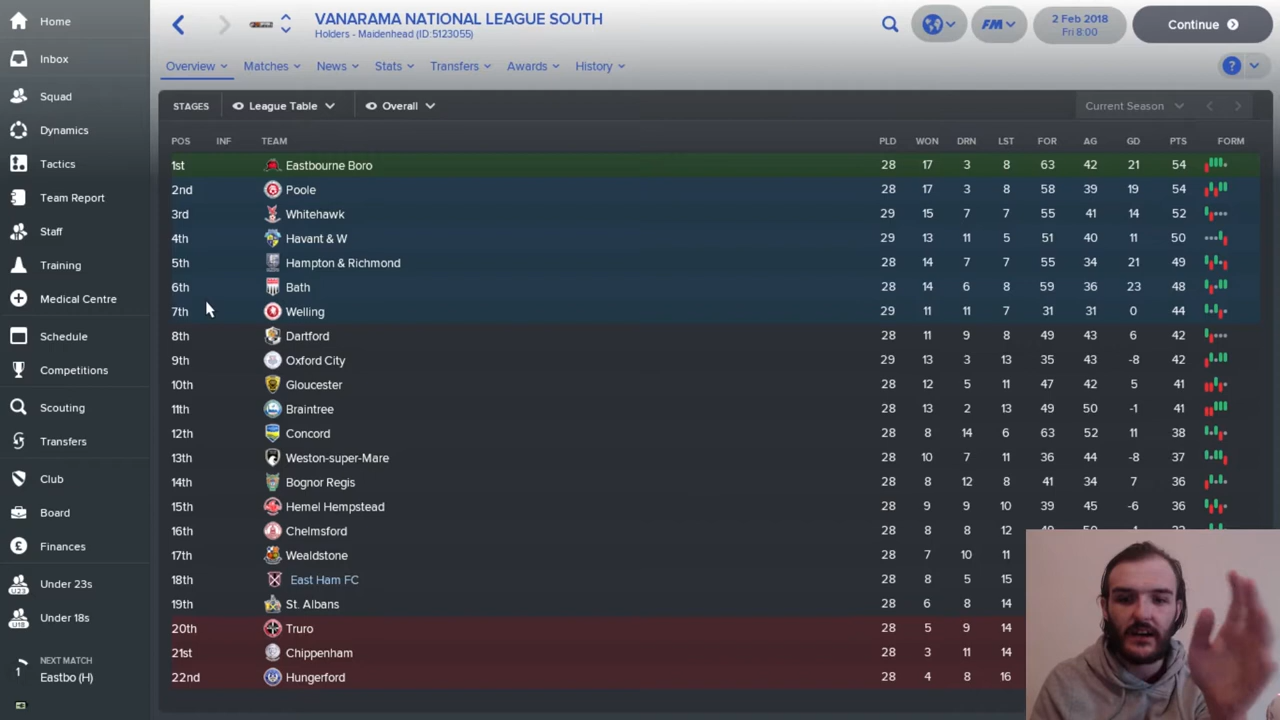 Home
Inbox
Squad
Dynamics
Tactics
Team Report
Staff
Training
Medical Centre
Schedule
Competitions
Scouting
Transfers
Club
Board
Finances
Under 23s
Under 18s
NEXT MATCH
Eastbo (H)
VANARAMA NATIONAL LEAGUE SOUTH
Holders - Maidenhead (ID:5123055)
FM
2 Feb 2018
Fri 8:00
Continue
Overview Matches News Stats Transfers Awards History
STAGES League Table Overall Current Season
POS INF TEAM PLD WON DRN LST FOR AG GD PTS FORM
1st Eastbourne Boro 28 17 3 8 63 42 21 54
2nd Poole 28 17 3 8 58 39 19 54
3rd Whitehawk 29 15 7 7 55 41 14 52
4th Havant & W 29 13 11 5 51 40 11 50
5th Hampton & Richmond 28 14 7 7 55 34 21 49
6th Bath 28 14 6 8 59 36 23 48
7th Welling 29 11 11 7 31 31 0 44
8th Dartford 28 11 9 8 49 43 6 42
9th Oxford City 29 13 3 13 35 43 -8 42
10th Gloucester 28 12 5 11 47 42 5 41
11th Braintree 28 13 2 13 49 50 -1 41
12th Concord 28 8 14 6 63 52 11 38
13th Weston-super-Mare 28 10 7 11 36 44 -8 37
14th Bognor Regis 28 8 12 8 41 34 7 36
15th Hemel Hempstead 28 9 9 10 39 45 -6 36
16th Chelmsford 28 8 8 12
17th Wealdstone 28 7 10 11
18th East Ham FC 28 8 5 15
19th St. Albans 28 6 8 14
20th Truro 28 5 9 14
21st Chippenham 28 3 11 14
22nd Hungerford 28 4 8 16